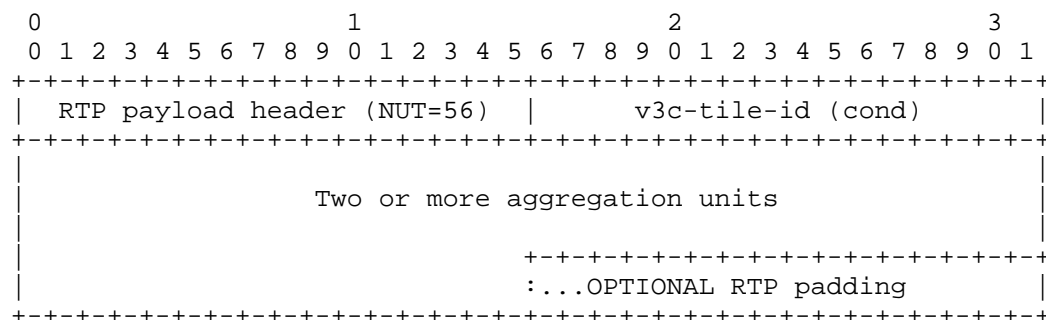 0                   1                   2                   3
 0 1 2 3 4 5 6 7 8 9 0 1 2 3 4 5 6 7 8 9 0 1 2 3 4 5 6 7 8 9 0 1
+-+-+-+-+-+-+-+-+-+-+-+-+-+-+-+-+-+-+-+-+-+-+-+-+-+-+-+-+-+-+-+-+
|  RTP payload header (NUT=56)  |      v3c-tile-id (cond)       |
+-+-+-+-+-+-+-+-+-+-+-+-+-+-+-+-+-+-+-+-+-+-+-+-+-+-+-+-+-+-+-+-+
|                                                               |
|                  Two or more aggregation units                |
|                                                               |
|                               +-+-+-+-+-+-+-+-+-+-+-+-+-+-+-+-+
|                               :...OPTIONAL RTP padding        |
+-+-+-+-+-+-+-+-+-+-+-+-+-+-+-+-+-+-+-+-+-+-+-+-+-+-+-+-+-+-+-+-+